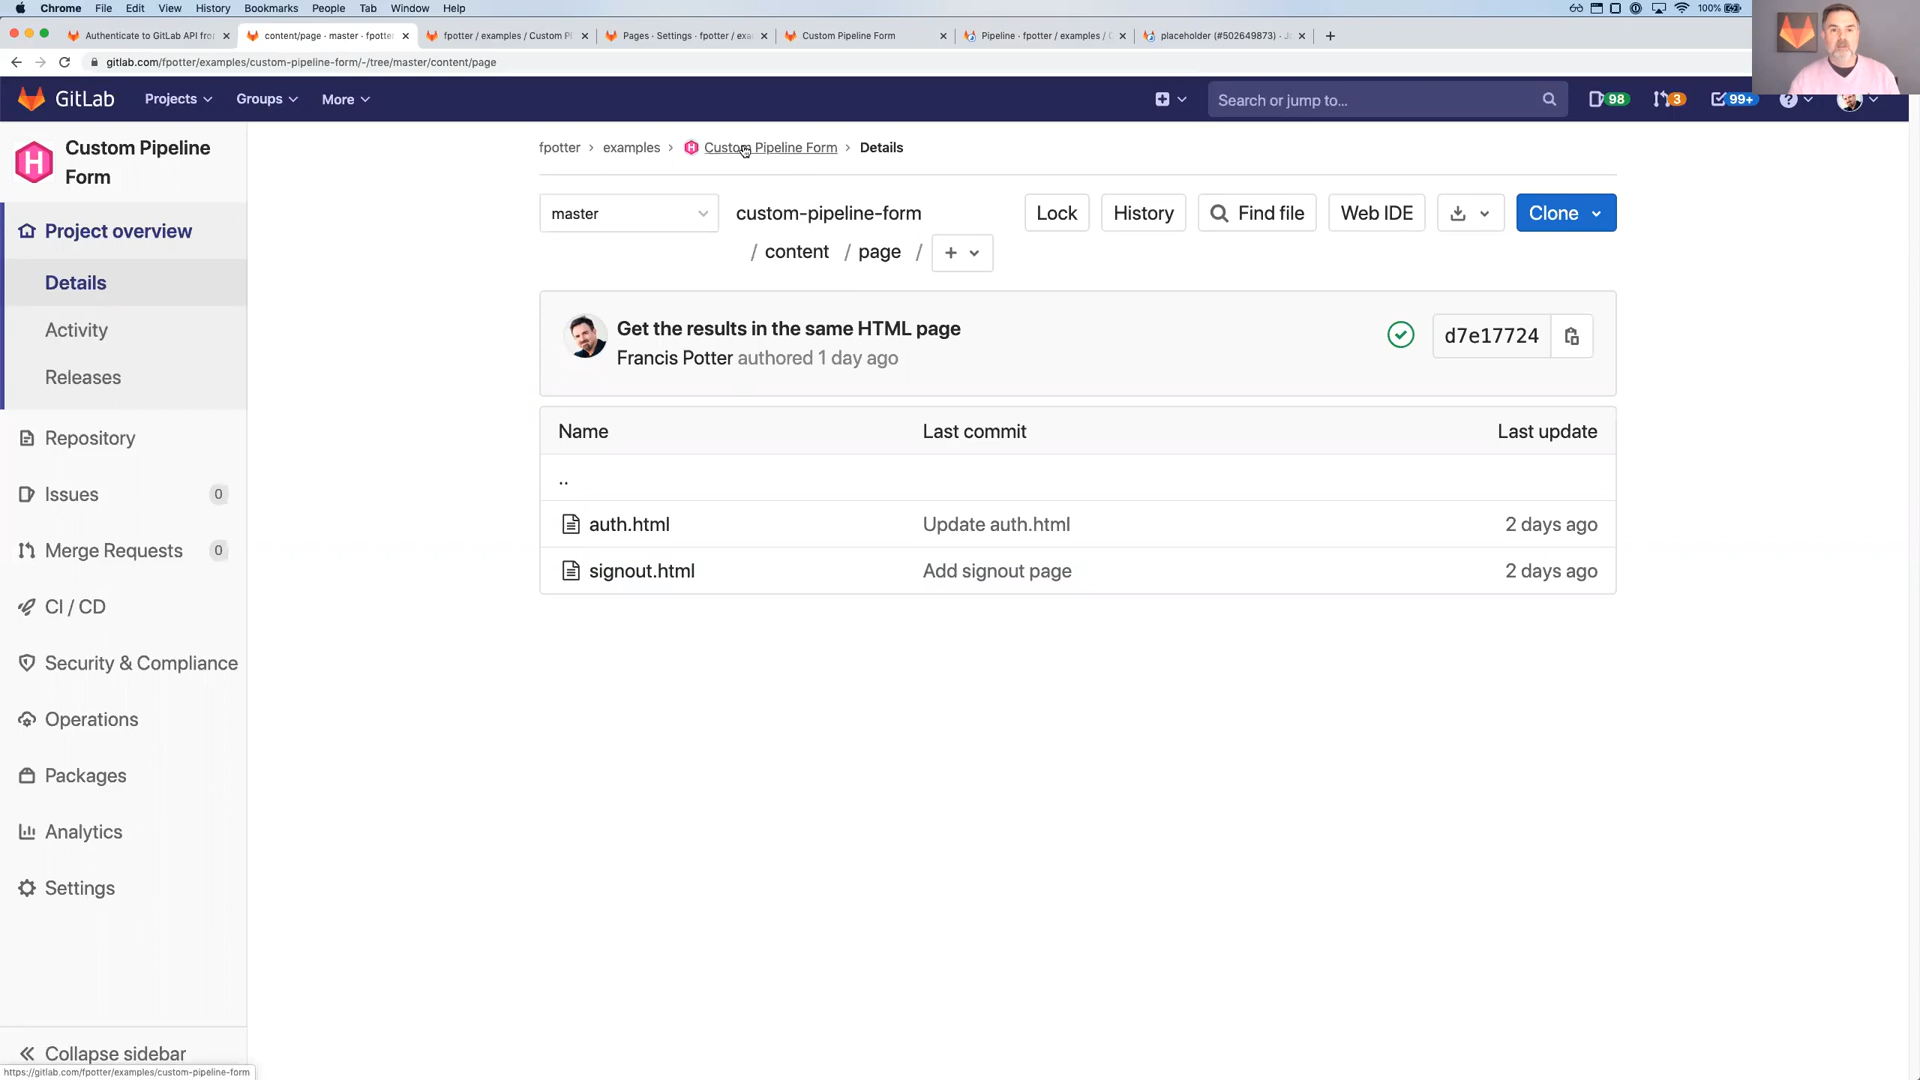 Chrome File Edit View History Bookmarks People Tab Window Help 100%
Authenticate to GitLab API fro
content/page · master · fpotter
fpotter / examples / Custom Pi
Pages · Settings · fpotter / exa
Custom Pipeline Form
Pipeline · fpotter / examples / C
placeholder (#502649873) · Jo
gitlab.com/fpotter/examples/custom-pipeline-form/-/tree/master/content/page
GitLab Projects Groups More Search or jump to... 98 3 99+
Custom Pipeline
Form
fpotter > examples > Custom Pipeline Form > Details
master custom-pipeline-form Lock History Find file Web IDE Clone
/ content / page / +
Project overview
Details
Activity
Releases
Repository
Issues 0
Merge Requests 0
CI / CD
Security & Compliance
Operations
Packages
Analytics
Settings
Collapse sidebar
Get the results in the same HTML page
Francis Potter authored 1 day ago
d7e17724
Name Last commit Last update
..
auth.html Update auth.html 2 days ago
signout.html Add signout page 2 days ago
https://gitlab.com/fpotter/examples/custom-pipeline-form